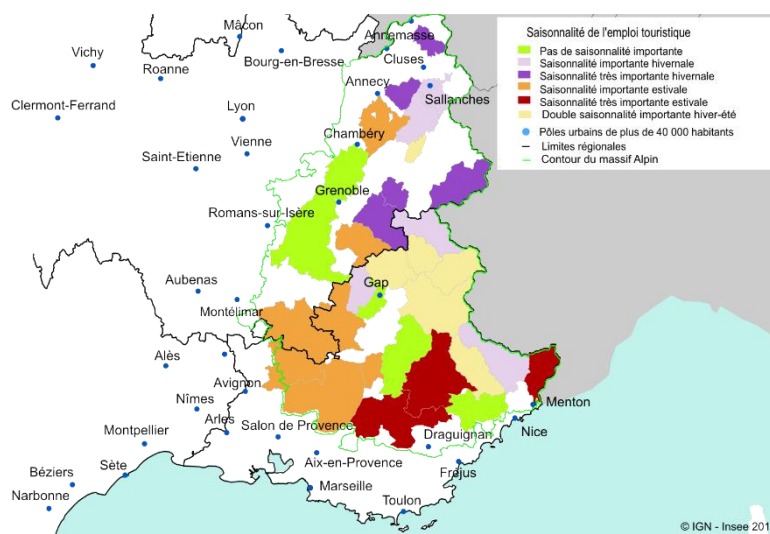 Saisonnalité de l'emploi touristique
Pas de saisonnalité importante
Saisonnalité importante hivernale
Saisonnalité très importante hivernale
Saisonnalité importante estivale
Saisonnalité très importante estivale
Double saisonnalité importante hiver-été
Pôles urbains de plus de 40 000 habitants
Limites régionales
Contour du massif Alpin
Mâcon
Annemasse
Vichy
Bourg-en-Bresse
Cluses
Roanne
Annecy
Sallanches
Clermont-Ferrand
Lyon
Chambéry
Vienne
Saint-Etienne
Grenoble
Romans-sur-Isère
Aubenas
Gap
Montélimar
Alès
Avignon
Menton
Nîmes
Arles
Salon de Provence
Nice
Montpellier
Draguignan
Béziers
Sète
Aix-en-Provence
Fréjus
Narbonne
Marseille
Toulon
© IGN - Insee 201